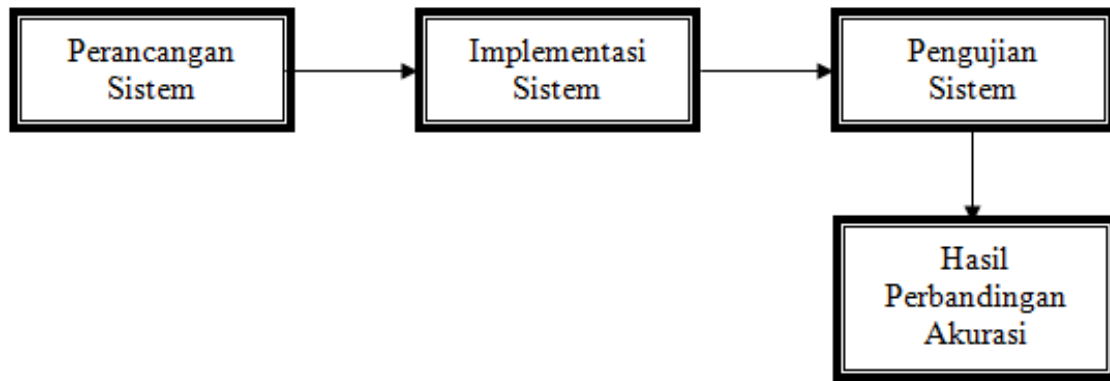 Perancangan
Sistem
Implementasi
Sistem
Pengujian
Sistem
Hasil
Perbandingan
Akurasi